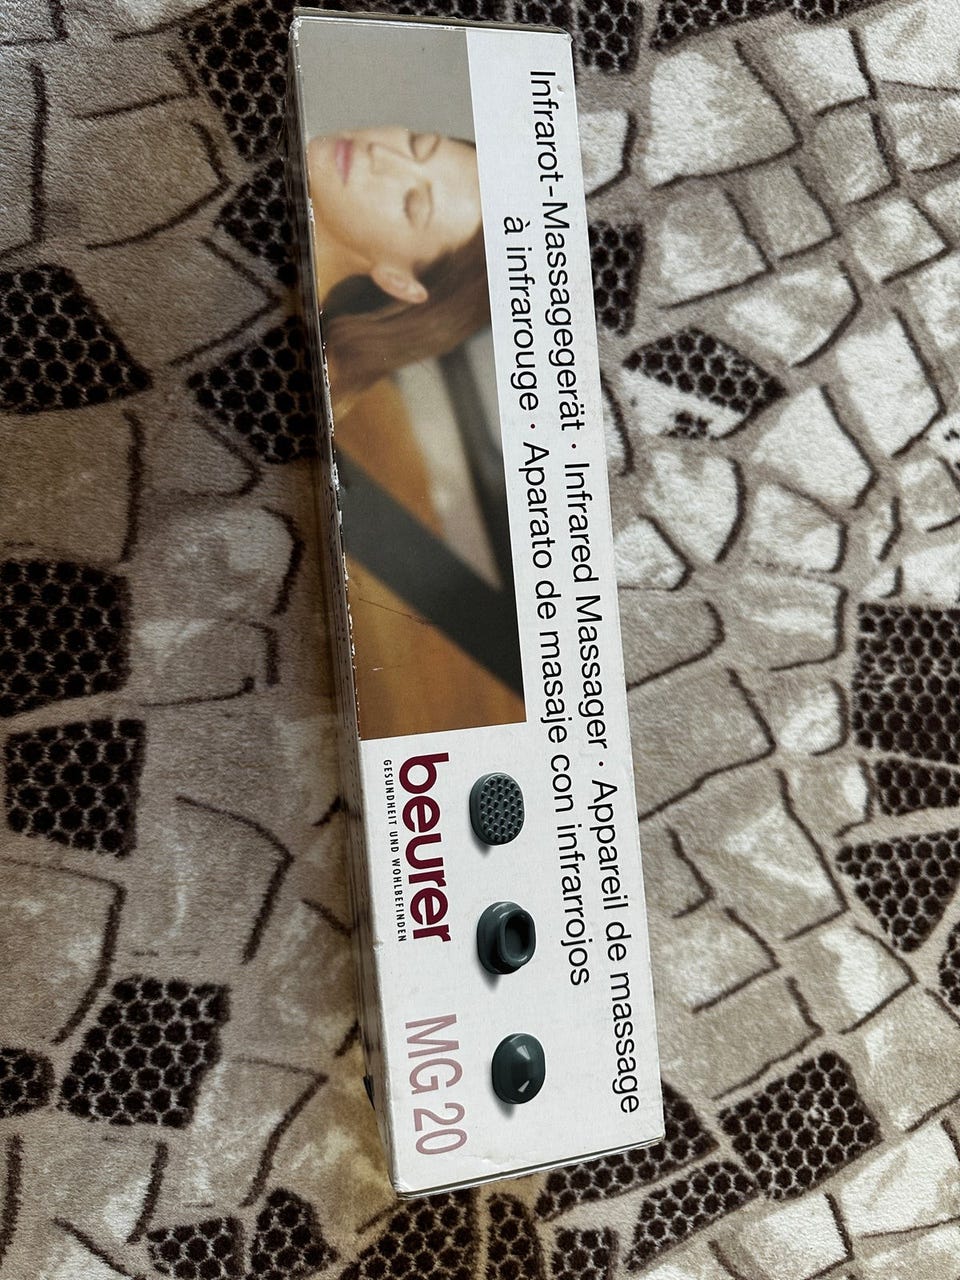 Infrarot-Massagegerät · Infrared Massager · Appareil de massage
à infrarouge · Aparato de masaje con infrarrojos
beurer
GESUNDHEIT UND WOHLBEFINDEN
MG 20